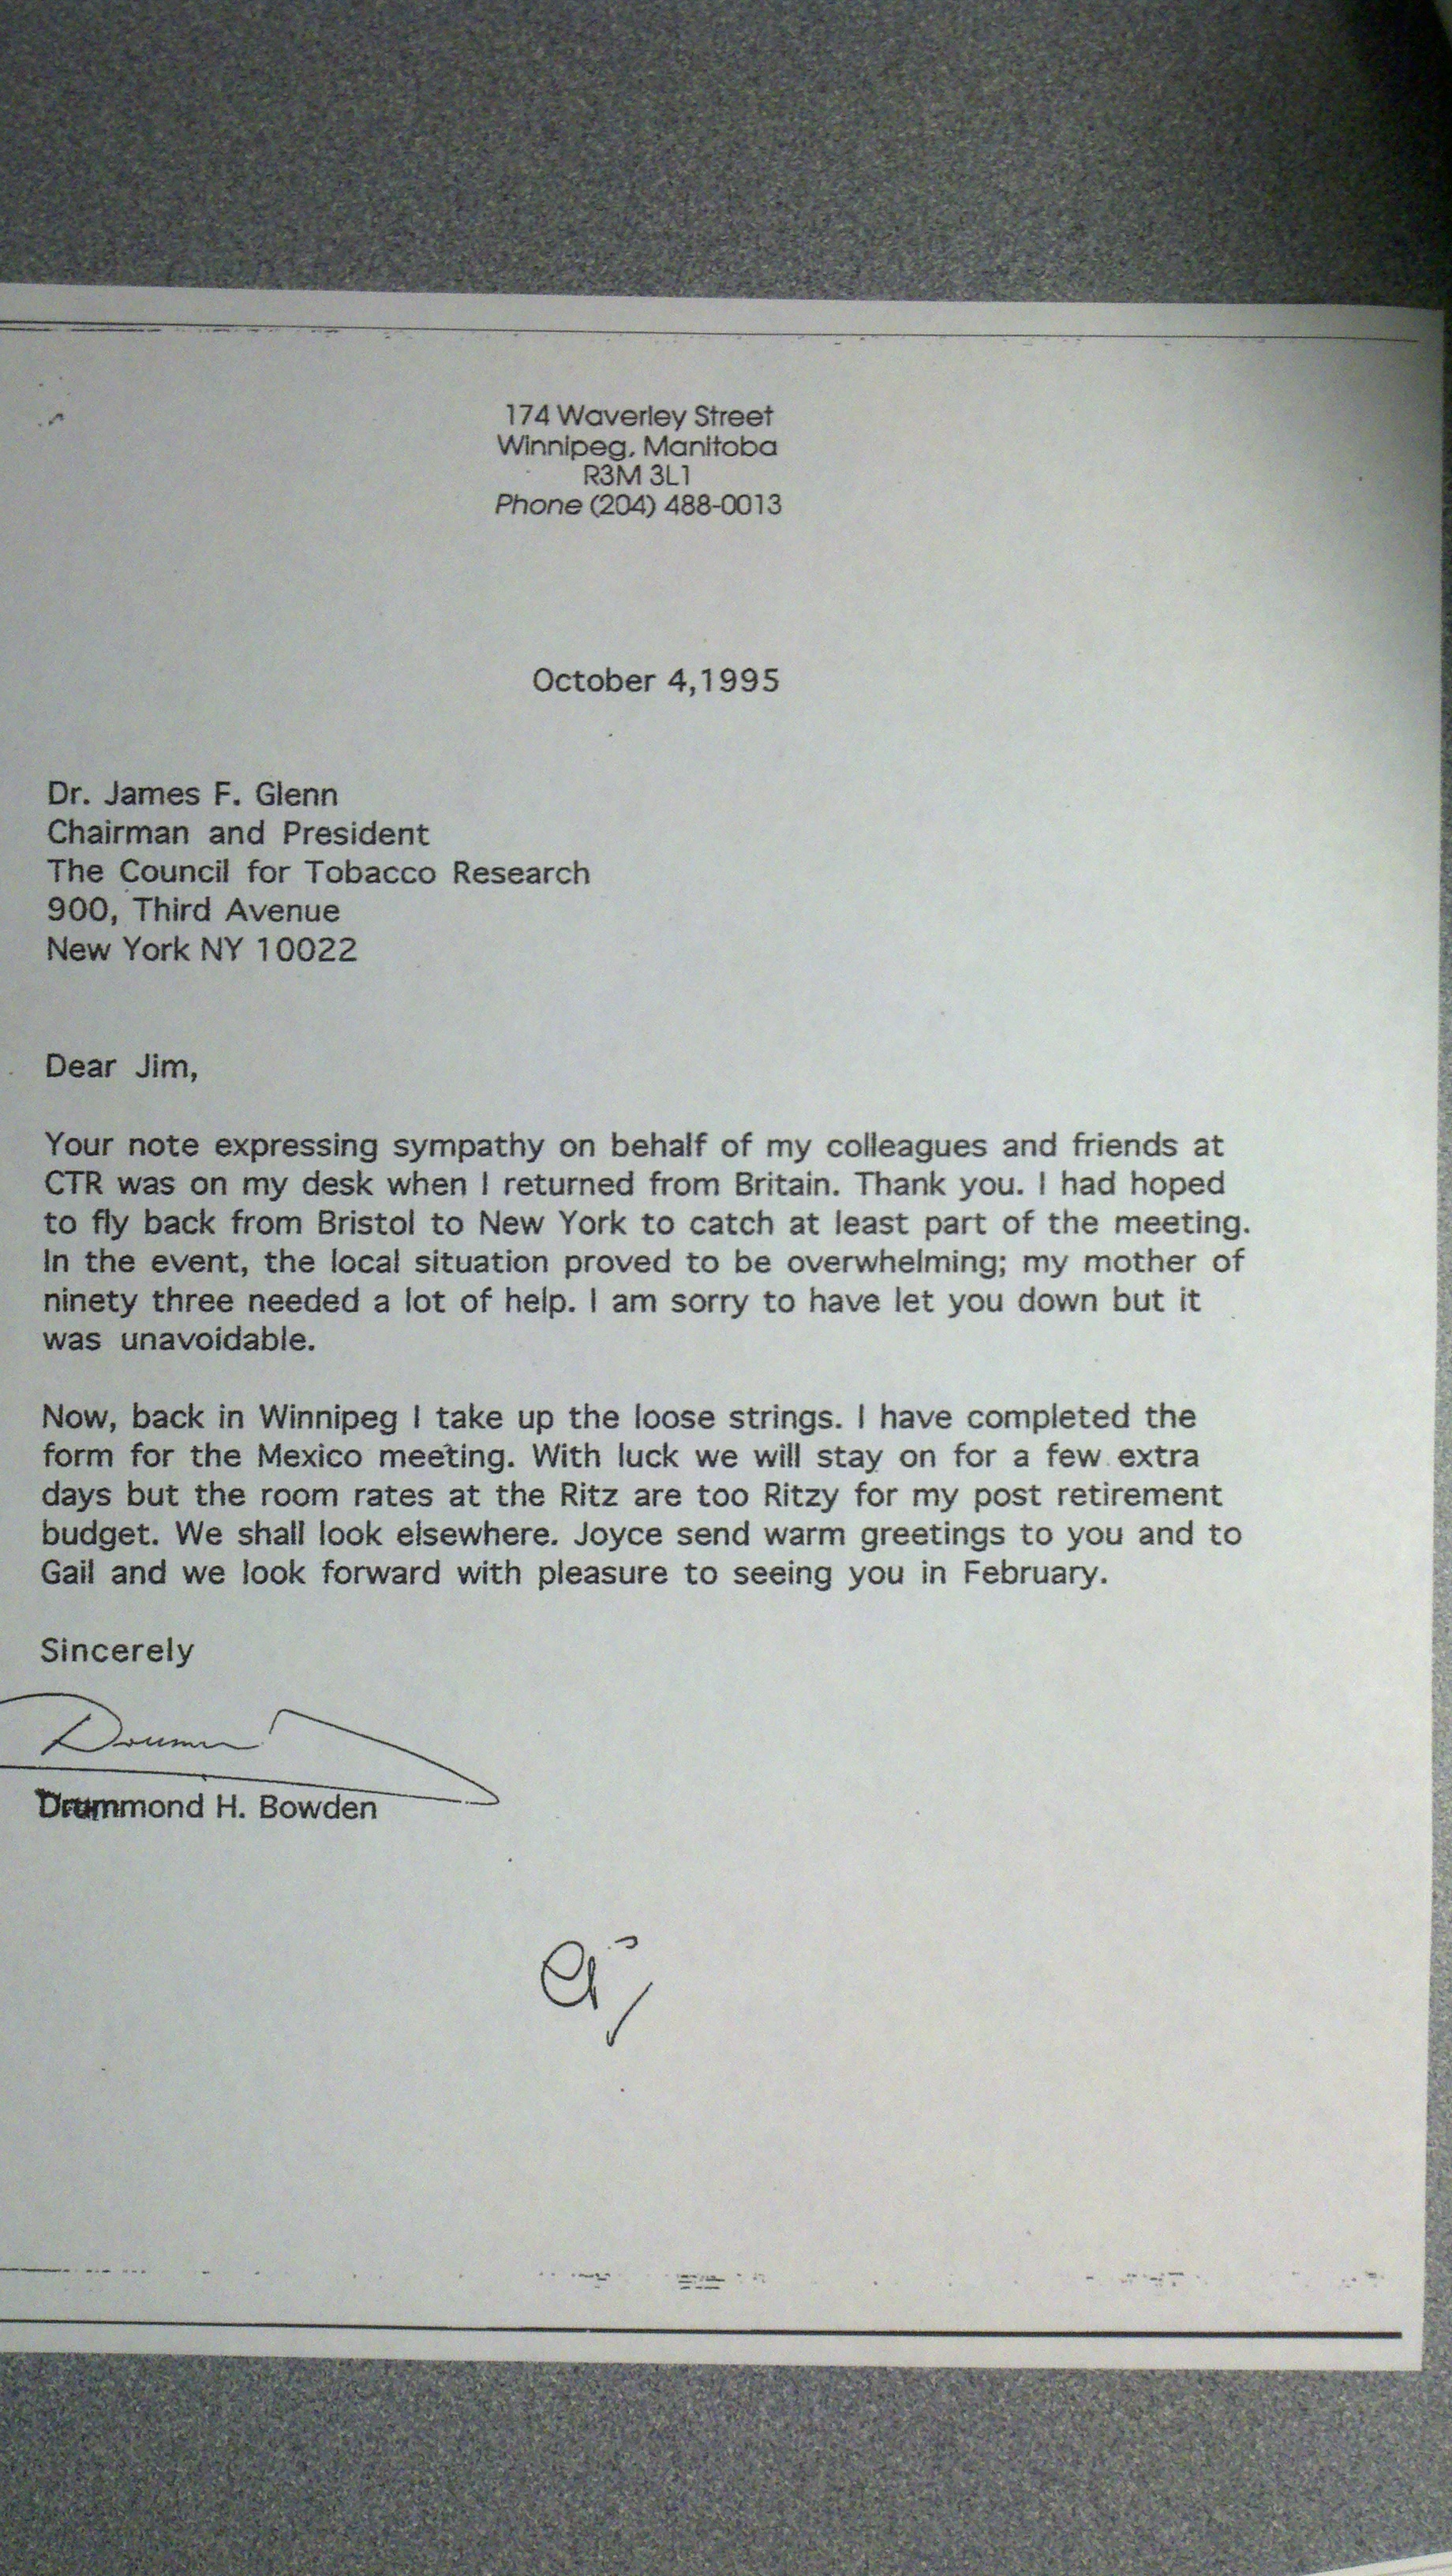 174 Waverley Street
Winnipeg, Manitoba
R3M 3L1
Phone (204) 488-0013
October 4,1995
Dr. James F. Glenn
Chairman and President
The Council for Tobacco Research
900, Third Avenue
New York NY 10022
Dear Jim,
Your note expressing sympathy on behalf of my colleagues and friends at
CTR was on my desk when I returned from Britain. Thank you. I had hoped
to fly back from Bristol to New York to catch at least part of the meeting.
In the event, the local situation proved to be overwhelming; my mother of
ninety three needed a lot of help. I am sorry to have let you down but it
was unavoidable.
Now, back in Winnipeg I take up the loose strings. I have completed the
form for the Mexico meeting. With luck we will stay on for a few extra
days but the room rates at the Ritz are too Ritzy for my post retirement
budget. We shall look elsewhere. Joyce send warm greetings to you and to
Gail and we look forward with pleasure to seeing you in February.
Sincerely
Drummond H. Bowden